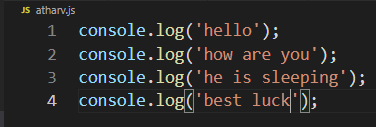 JS atharv.js
1 console.log('hello');
2 console.log('how are you');
3 console.log('he is sleeping');
4 console.log('best luck');